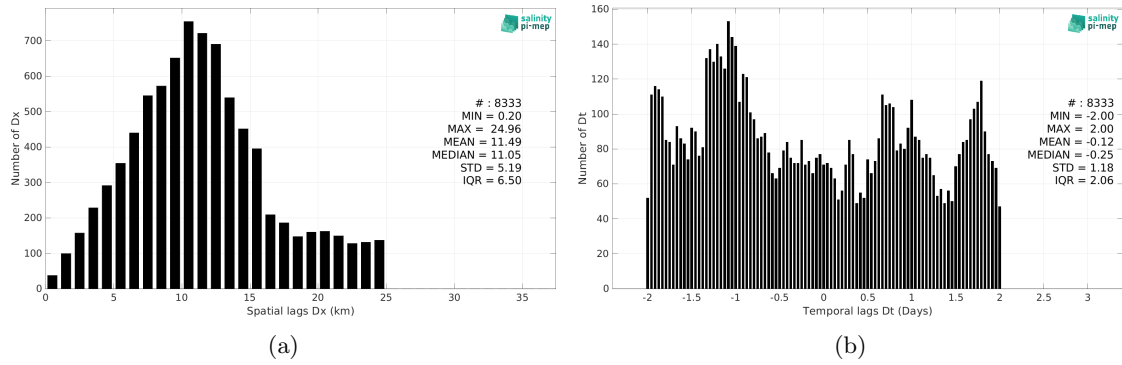 salinity
pi-mep
700
600
500
400
300
200
100
0
Number of Dx
# : 8333
MIN = 0.20
MAX = 24.96
MEAN = 11.49
MEDIAN = 11.05
STD = 5.19
IQR = 6.50
0 5 10 15 20 25 30 35
Spatial lags Dx (km)
(a)
salinity
pi-mep
160
140
120
100
80
60
40
20
0
Number of Dt
# : 8333
MIN = -2.00
MAX = 2.00
MEAN = -0.12
MEDIAN = -0.25
STD = 1.18
IQR = 2.06
-2 -1.5 -1 -0.5 0 0.5 1 1.5 2 2.5 3
Temporal lags Dt (Days)
(b)